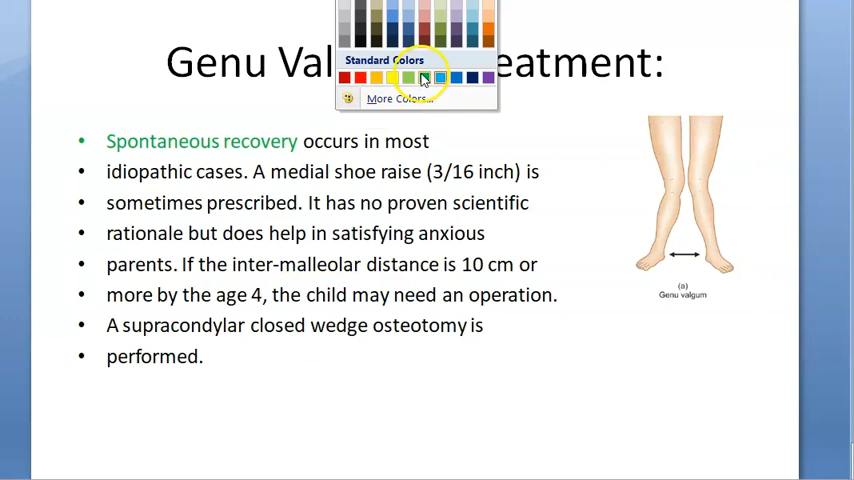 Standard Colors
More Colors...
Genu Val eatment:
• Spontaneous recovery occurs in most
• idiopathic cases. A medial shoe raise (3/16 inch) is
• sometimes prescribed. It has no proven scientific
• rationale but does help in satisfying anxious
• parents. If the inter-malleolar distance is 10 cm or
• more by the age 4, the child may need an operation.
• A supracondylar closed wedge osteotomy is
• performed.
(a)
Genu valgum